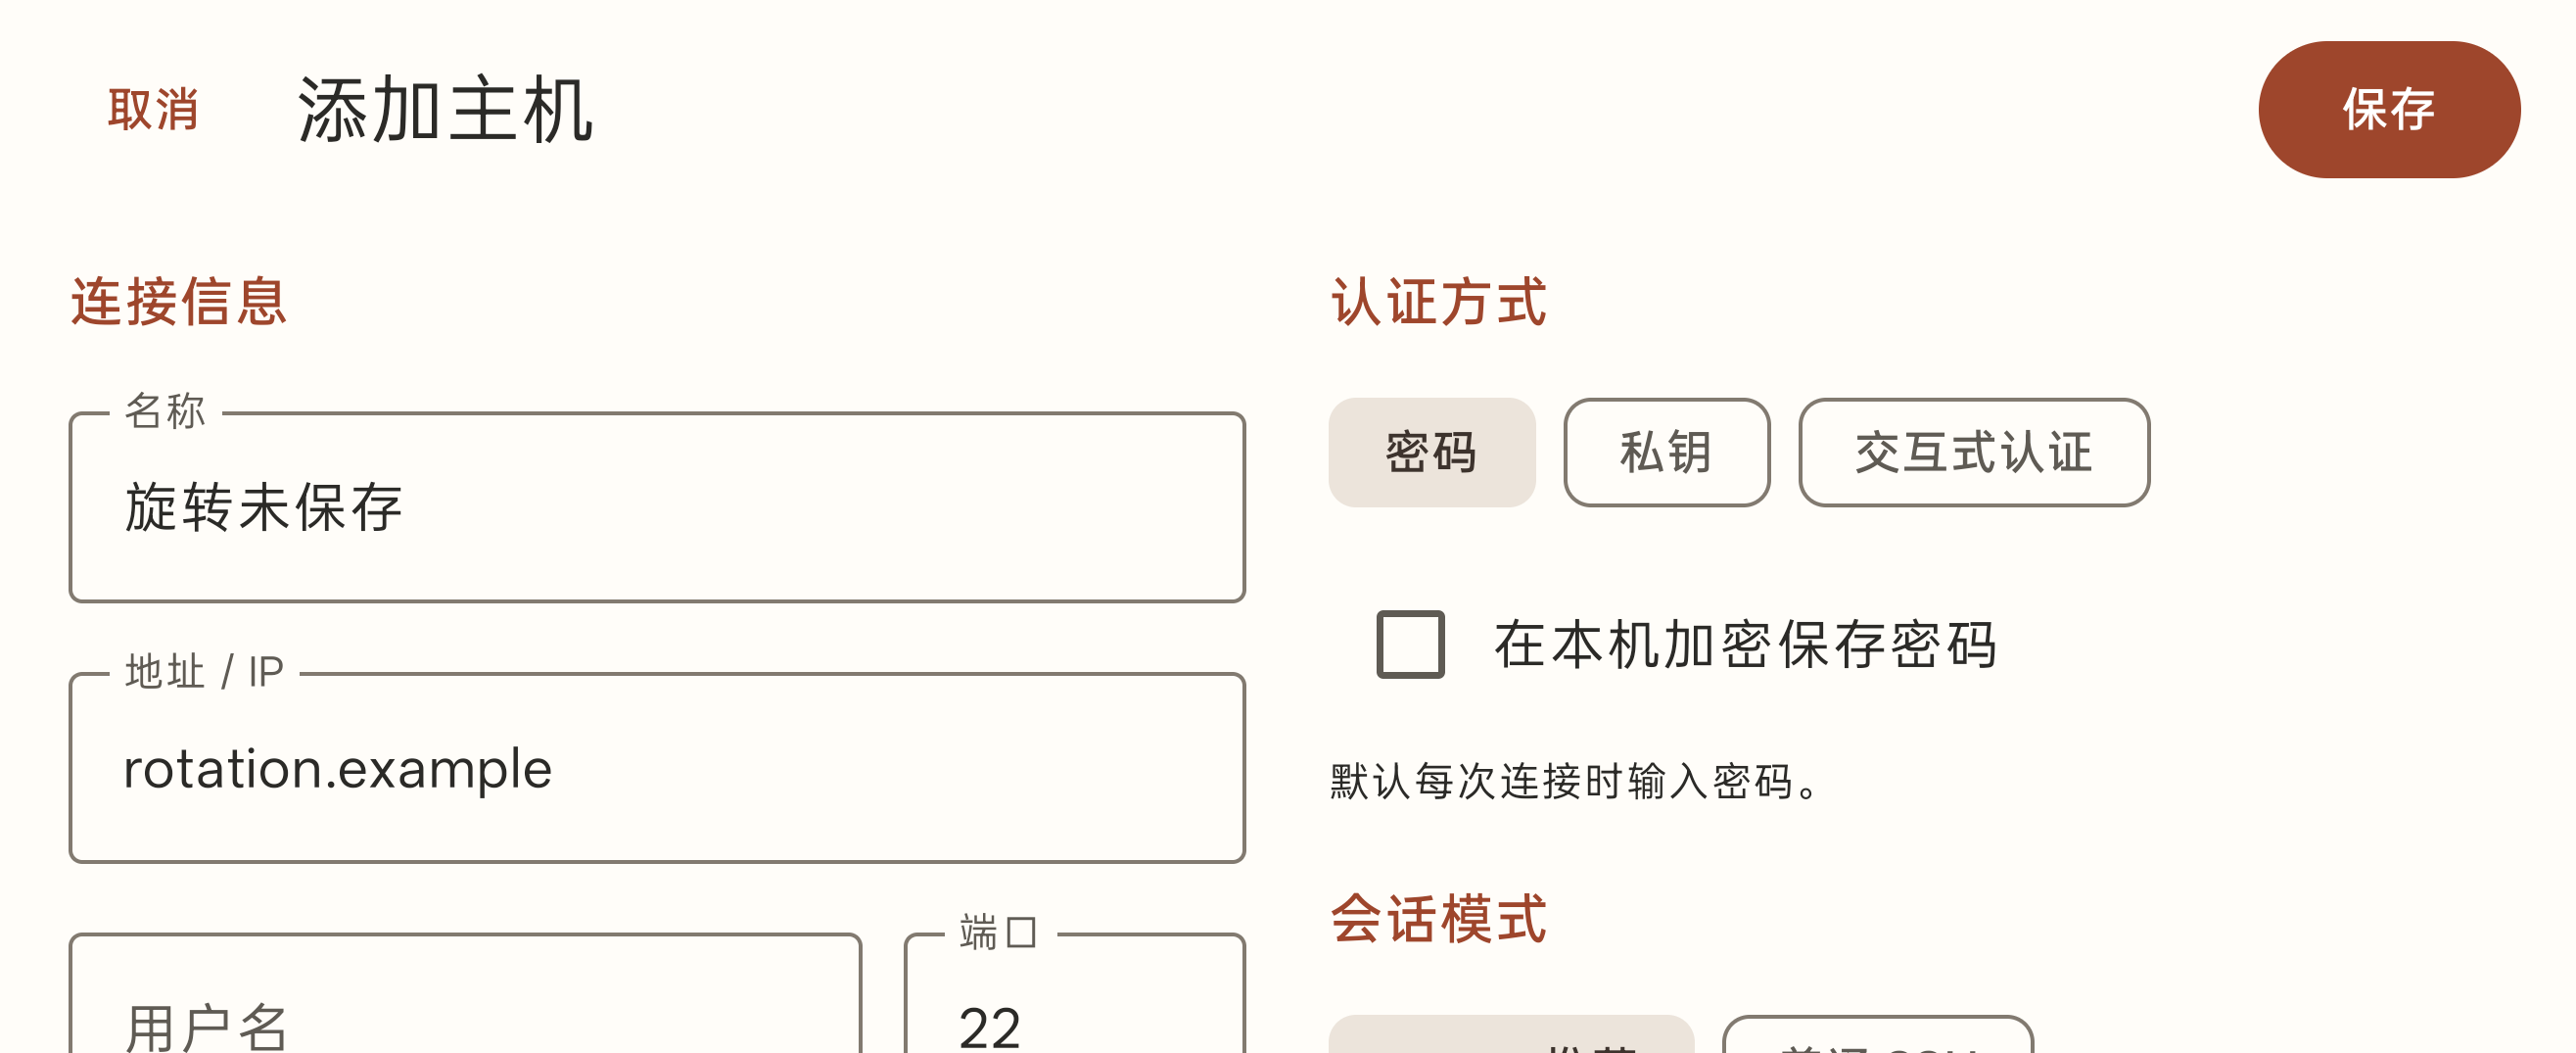 取消
添加主机
保存
连接信息
名称
旋转未保存
地址 / IP
rotation.example
用户名
端口
22
认证方式
密码
私钥
交互式认证
在本机加密保存密码
默认每次连接时输入密码。
会话模式